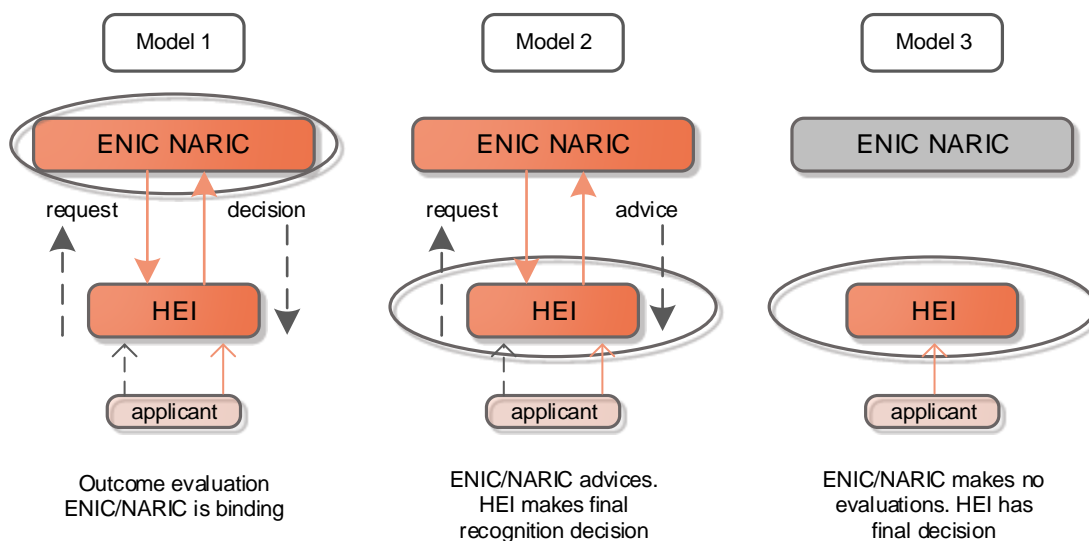 Model 1
Model 2
Model 3
ENIC NARIC
ENIC NARIC
ENIC NARIC
request
decision
request
advice
HEI
HEI
HEI
applicant
applicant
applicant
Outcome evaluation
ENIC/NARIC is binding
ENIC/NARIC advices.
HEI makes final
recognition decision
ENIC/NARIC makes no
evaluations. HEI has
final decision